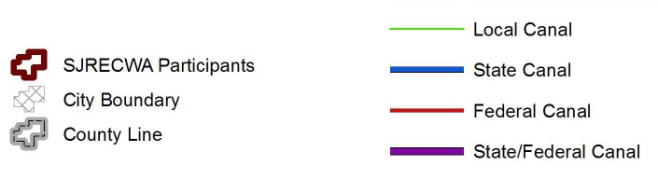 SJRECWA Participants
City Boundary
County Line
Local Canal
State Canal
Federal Canal
State/Federal Canal